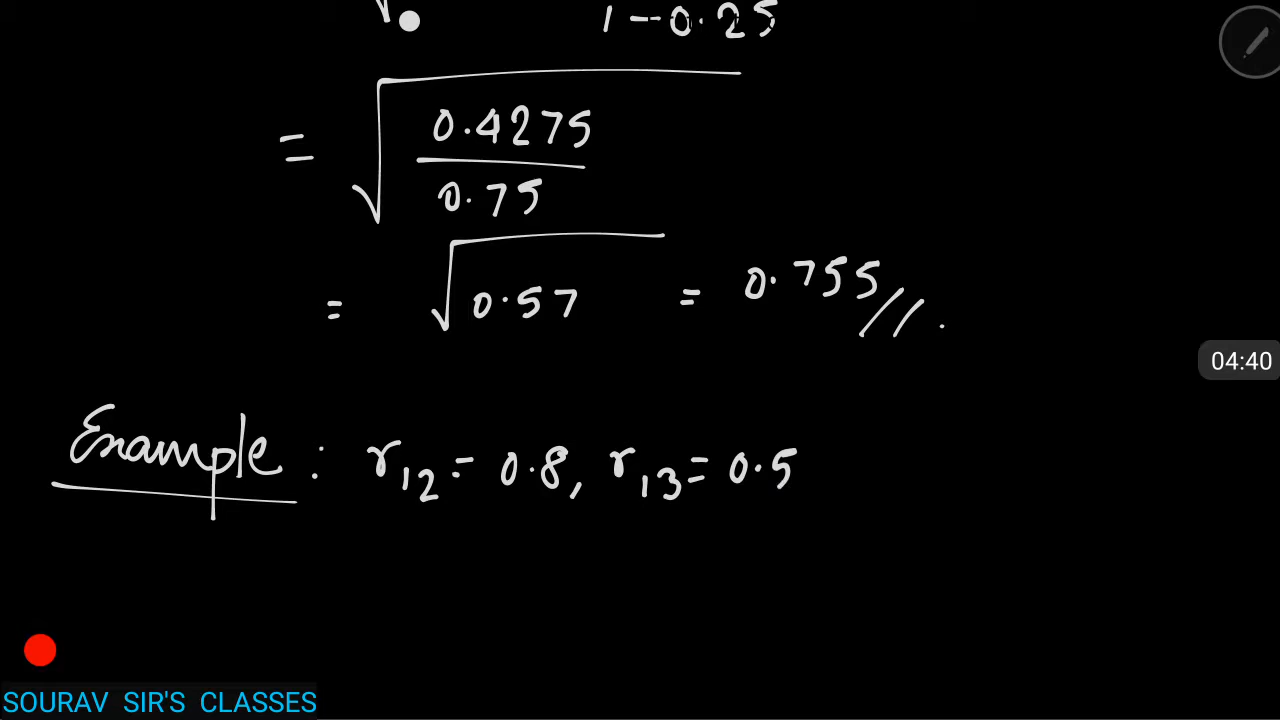 1-0.25
= √ 0.4275
0.75
= √ 0.57 = 0.755//.
04:40
Example : r12 = 0.8, r13 = 0.5
SOURAV SIR'S CLASSES